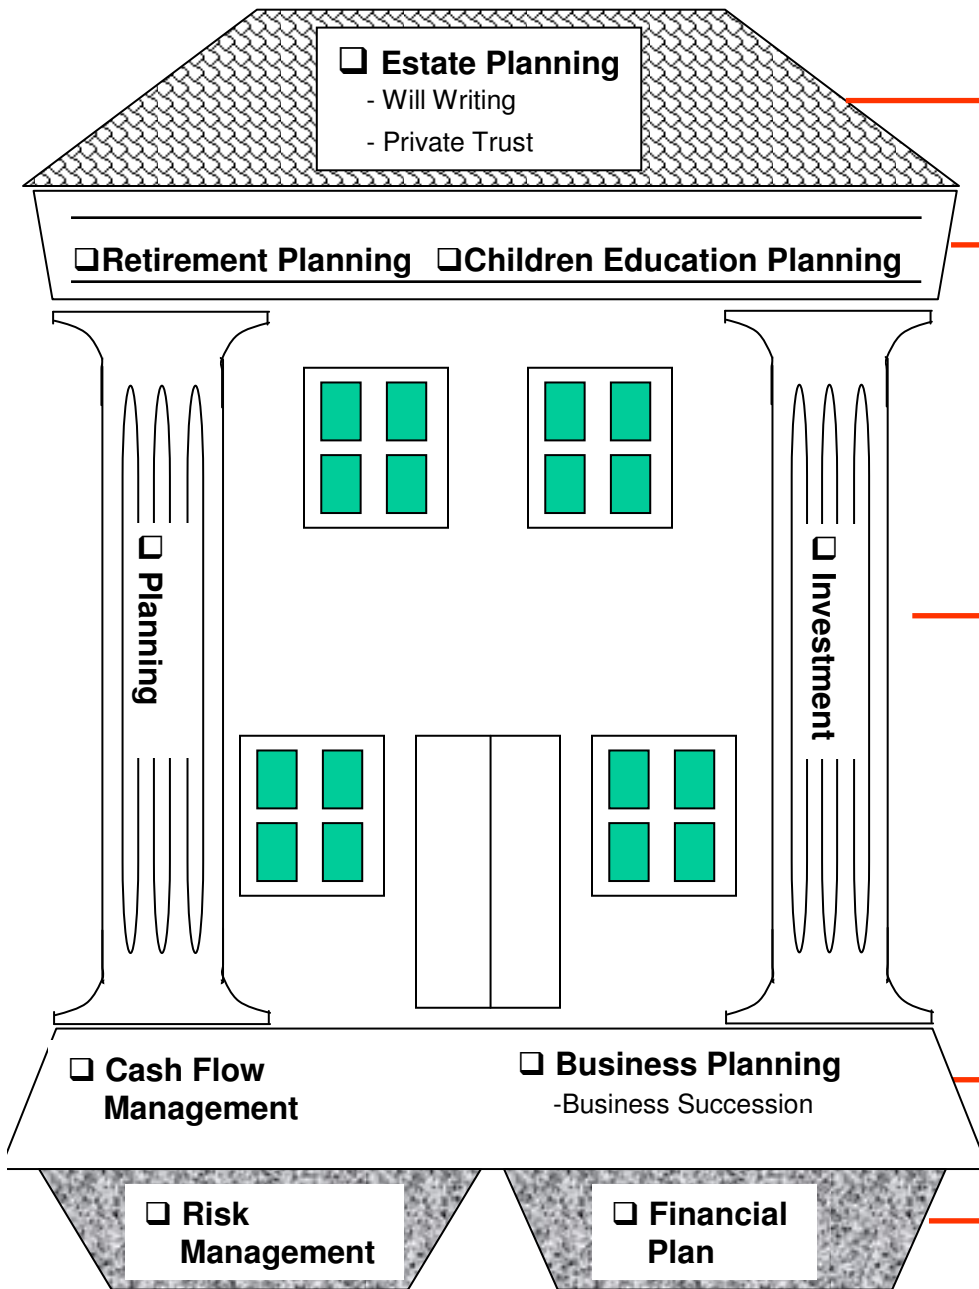 ❑ Estate Planning
- Will Writing
- Private Trust
❑Retirement Planning ❑Children Education Planning
❑ Planning
❑ Investment
❑ Cash Flow
Management
❑ Business Planning
-Business Succession
❑ Risk
Management
❑ Financial
Plan